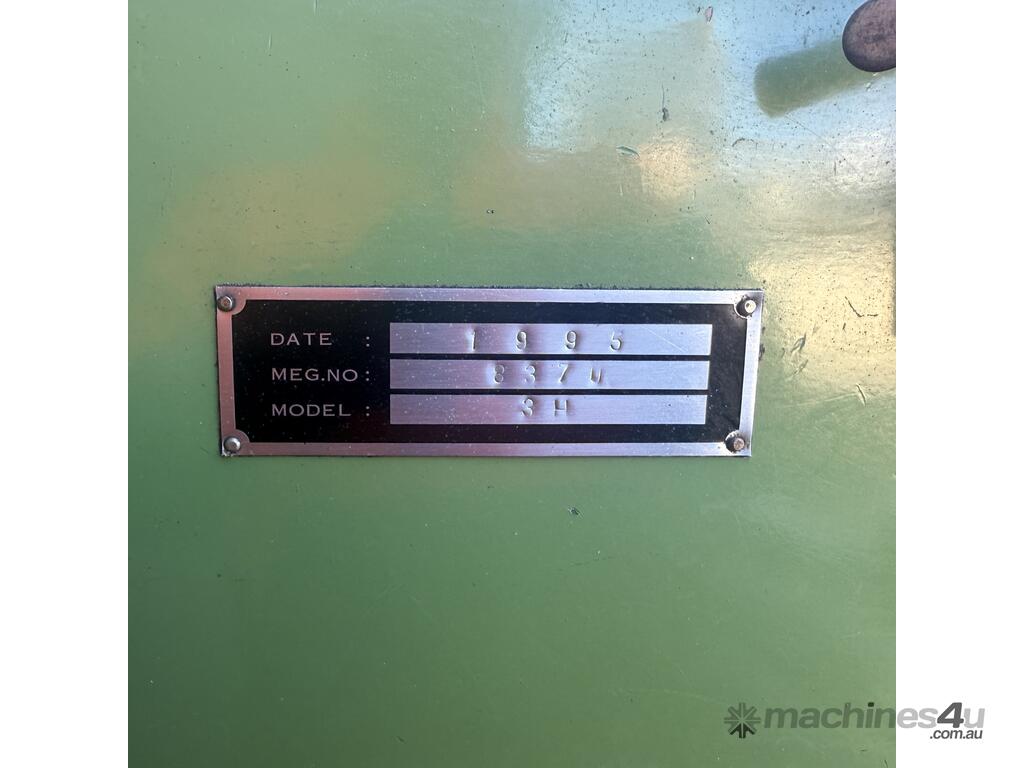 DATE : 1995
MEG.NO: 8374
MODEL : 3H
machines4u
.com.au